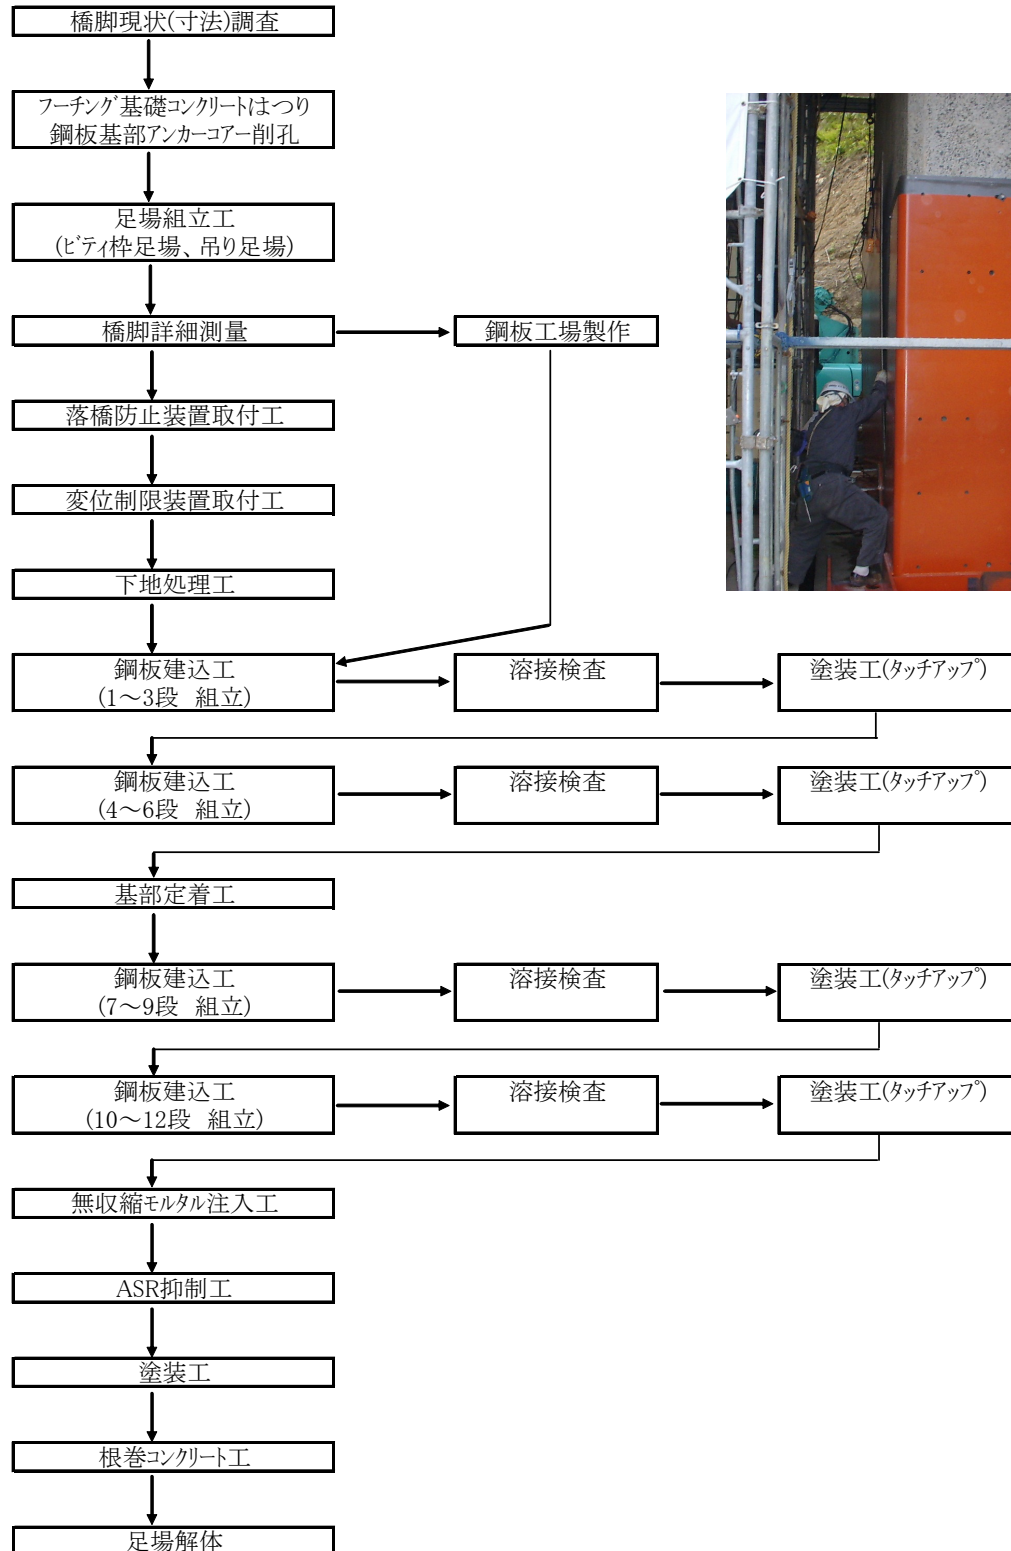 橋脚現状(寸法)調査
フーチング基礎コンクリートはつり
鋼板基部アンカーコアー削孔
足場組立工
(ビティ枠足場、吊り足場)
橋脚詳細測量
鋼板工場製作
落橋防止装置取付工
変位制限装置取付工
下地処理工
鋼板建込工
(1～3段　組立)
溶接検査
塗装工(タッチアップ)
鋼板建込工
(4～6段　組立)
溶接検査
塗装工(タッチアップ)
基部定着工
鋼板建込工
(7～9段　組立)
溶接検査
塗装工(タッチアップ)
鋼板建込工
(10～12段　組立)
溶接検査
塗装工(タッチアップ)
無収縮モルタル注入工
ASR抑制工
塗装工
根巻コンクリート工
足場解体